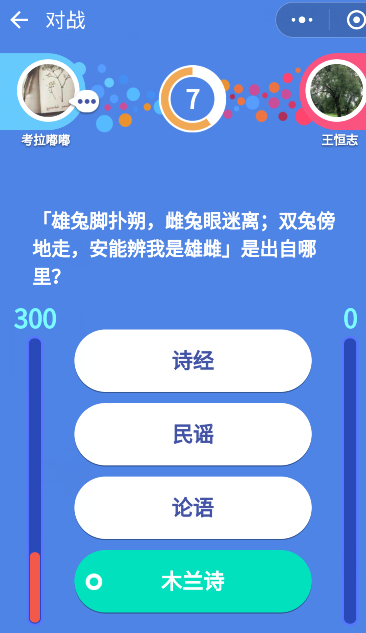 对战
7
考拉嘟嘟
王恒志
「雄兔脚扑朔，雌兔眼迷离；双兔傍
地走，安能辨我是雄雌」是出自哪
里？
300
0
诗经
民谣
论语
木兰诗